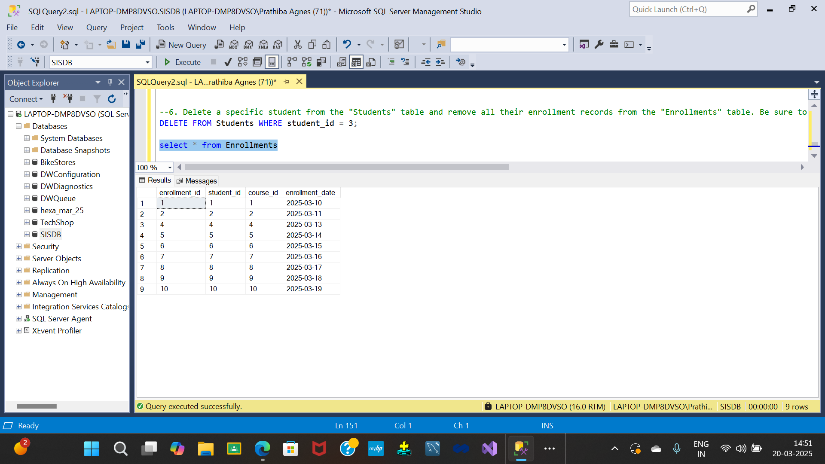 SQLQuery2.sql - LAPTOP-DMP8DVSO.SISDB (LAPTOP-DMP8DVSO\Prathiba Agnes (71))* - Microsoft SQL Server Management Studio
Quick Launch (Ctrl+Q)
File Edit View Query Project Tools Window Help
New Query
SISDB Execute
Object Explorer
SQLQuery2.sql - LA...rathiba Agnes (71))*
Connect
LAPTOP-DMP8DVSO (SQL Serv
Databases
System Databases
Database Snapshots
BikeStores
DWConfiguration
DWDiagnostics
DWQueue
hexa_mar_25
TechShop
SISDB
Security
Server Objects
Replication
Always On High Availability
Management
Integration Services Catalogs
SQL Server Agent
XEvent Profiler
--6. Delete a specific student from the "Students" table and remove all their enrollment records from the "Enrollments" table. Be sure to
DELETE FROM Students WHERE student_id = 3;
select * from Enrollments
100 %
Results Messages
enrollment_id student_id course_id enrollment_date
1 1 1 1 2025-03-10
2 2 2 2 2025-03-11
3 4 4 4 2025-03-13
4 5 5 5 2025-03-14
5 6 6 6 2025-03-15
6 7 7 7 2025-03-16
7 8 8 8 2025-03-17
8 9 9 9 2025-03-18
9 10 10 10 2025-03-19
Query executed successfully. LAPTOP-DMP8DVSO (16.0 RTM) LAPTOP-DMP8DVSO\Prathi... SISDB 00:00:00 9 rows
Ready Ln 151 Col 1 Ch 1 INS
2
ENG
IN
14:51
20-03-2025